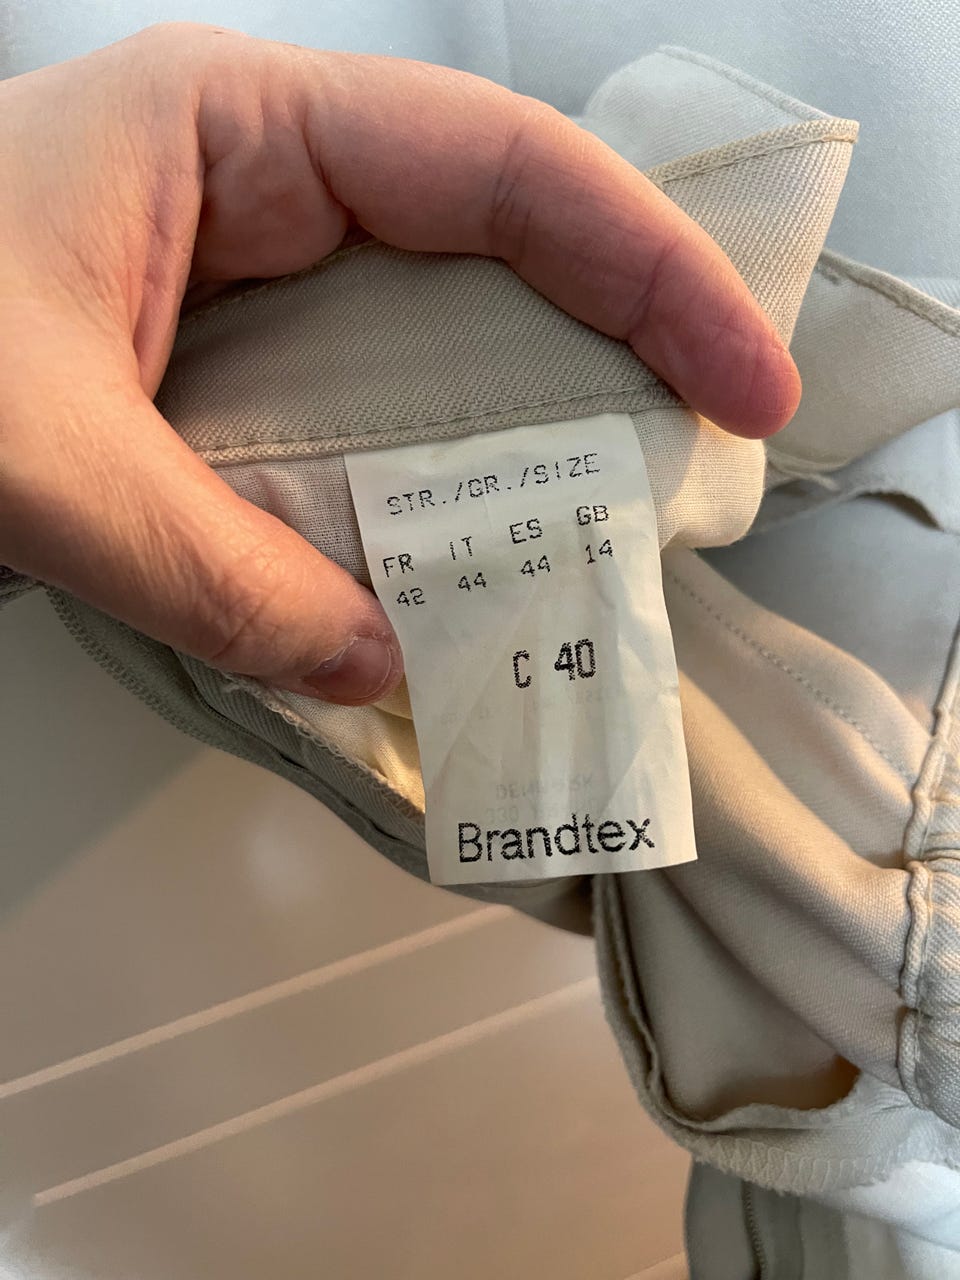 STR./GR./SIZE
FR IT ES GB
42 44 44 14
C 40
Brandtex